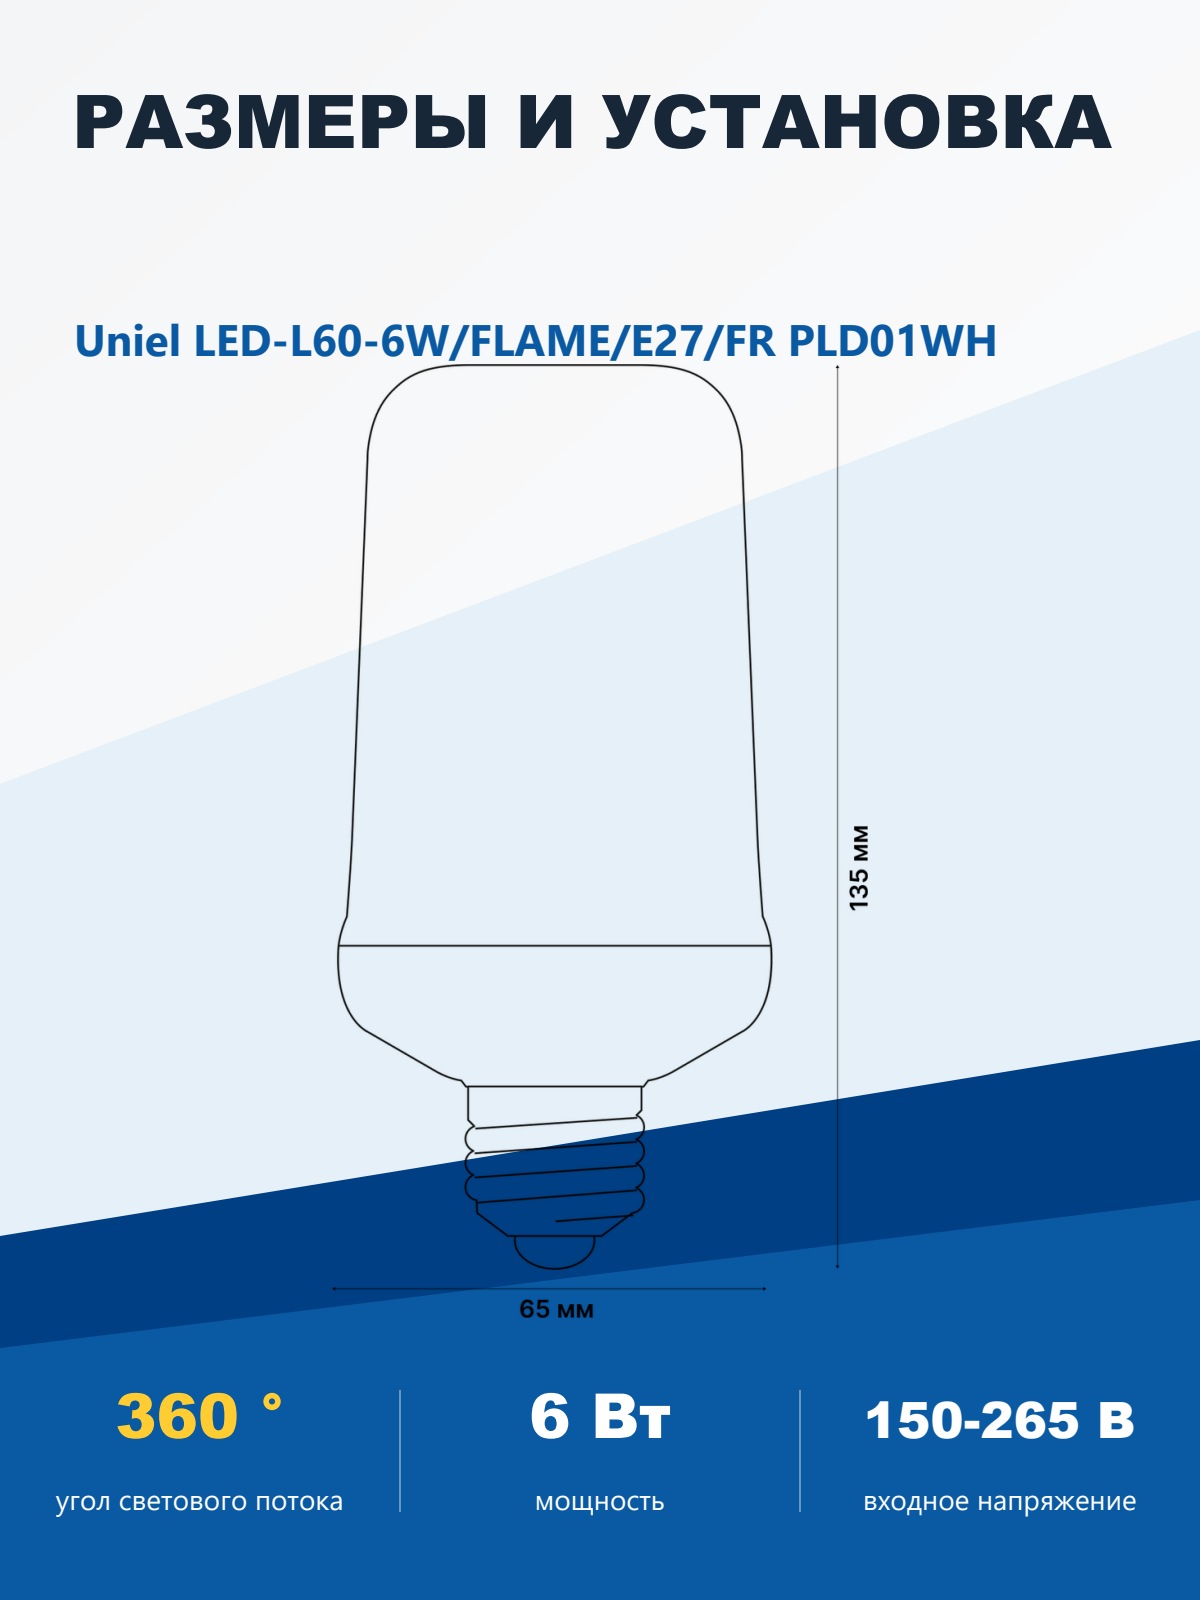 РАЗМЕРЫ И УСТАНОВКА
Uniel LED-L60-6W/FLAME/E27/FR PLD01WH
135 мм
65 мм
360 °
угол светового потока
6 Вт
мощность
150-265 В
входное напряжение